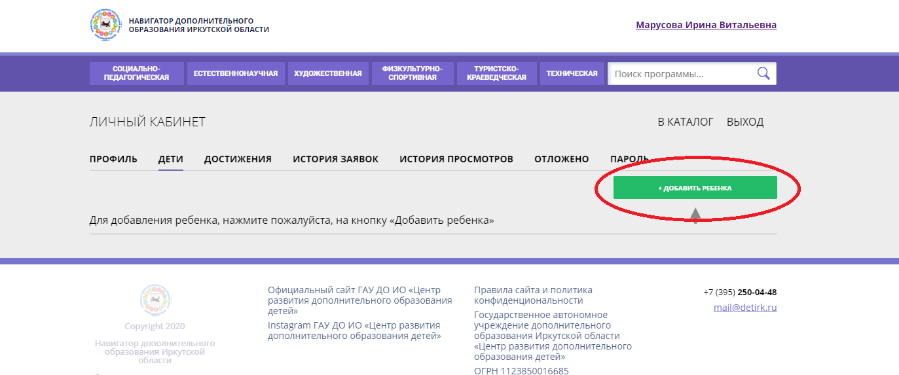 НАВИГАТОР ДОПОЛНИТЕЛЬНОГО
ОБРАЗОВАНИЯ ИРКУТСКОЙ ОБЛАСТИ
Марусова Ирина Витальевна
СОЦИАЛЬНО-
ПЕДАГОГИЧЕСКАЯ
ЕСТЕСТВЕННОНАУЧНАЯ
ХУДОЖЕСТВЕННАЯ
ФИЗКУЛЬТУРНО-
СПОРТИВНАЯ
ТУРИСТСКО-
КРАЕВЕДЧЕСКАЯ
ТЕХНИЧЕСКАЯ
Поиск программы...
ЛИЧНЫЙ КАБИНЕТ
В КАТАЛОГ ВЫХОД
ПРОФИЛЬ ДЕТИ ДОСТИЖЕНИЯ ИСТОРИЯ ЗАЯВОК ИСТОРИЯ ПРОСМОТРОВ ОТЛОЖЕНО ПАРОЛЬ
+ ДОБАВИТЬ РЕБЕНКА
Для добавления ребенка, нажмите пожалуйста, на кнопку «Добавить ребенка»
Copyright 2020
Навигатор дополнительного
образования Иркутской
области
Официальный сайт ГАУ ДО ИО «Центр
развития дополнительного образования
детей»
Instagram ГАУ ДО ИО «Центр развития
дополнительного образования детей»
Правила сайта и политика
конфиденциальности
Государственное автономное
учреждение дополнительного
образования Иркутской области
«Центр развития дополнительного
образования детей»
ОГРН 1123850016685
+7 (395) 250-04-48
mail@detirk.ru